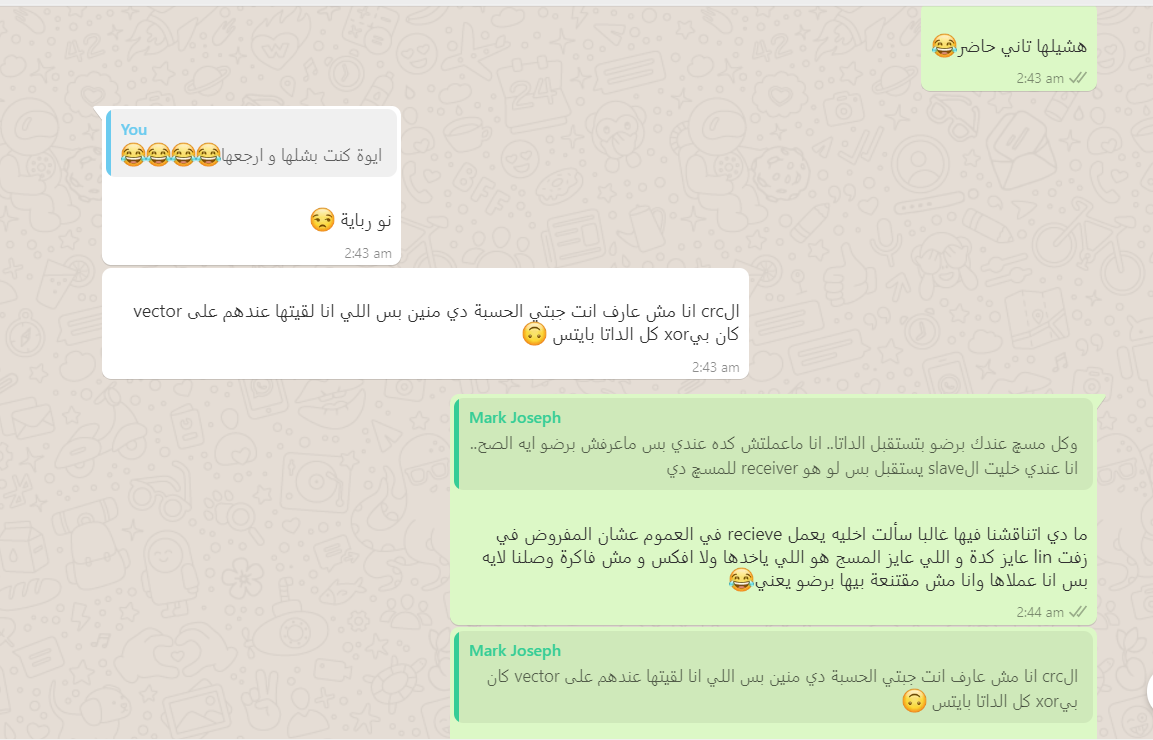 هشيلها تاني حاضر😂
2:43 am
You
ايوة كنت بشلها و ارجعها😂😂😂😂
نو رباية 😒
2:43 am
الcrc انا مش عارف انت جبتي الحسبة دي منين بس اللي انا لقيتها عندهم على vector
كان بيxor كل الداتا بايتس 🙃
2:43 am
Mark Joseph
وكل مسچ عندك برضو بتستقبل الداتا.. انا ماعملتش كده عندي بس ماعرفش برضو ايه الصح..
انا عندي خليت الslave يستقبل بس لو هو receiver للمسچ دي
ما دي اتناقشنا فيها غالبا سألت اخليه يعمل recieve في العموم عشان المفروض في
زفت lin عايز كدة و اللي عايز المسج هو اللي ياخدها ولا افكس و مش فاكرة وصلنا لايه
بس انا عملاها وانا مش مقتنعة بيها برضو يعني😂
2:44 am
Mark Joseph
الcrc انا مش عارف انت جبتي الحسبة دي منين بس اللي انا لقيتها عندهم على vector كان
بيxor كل الداتا بايتس 🙃